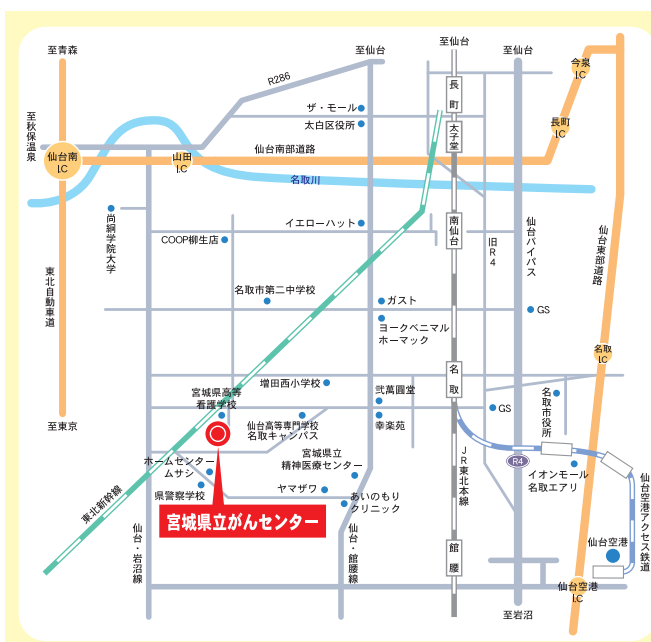 至青森
至仙台
至仙台
至仙台
今泉
I.C
R286
長町
ザ・モール
太白区役所
至秋保温泉
太子堂
長町
I.C
仙台南
I.C
山田
I.C
仙台南部道路
名取川
尚絅学院大学
イエローハット
南仙台
仙台バイパス
仙台東部道路
COOP柳生店
旧R4
東北自動車道
名取市第二中学校
ガスト
GS
ヨークベニマル
ホーマック
名取
I.C
名取
増田西小学校
宮城県高等
看護学校
弐萬圓堂
名取市役所
GS
至東京
仙台高等専門学校
名取キャンパス
幸楽苑
宮城県立
精神医療センター
JR東北本線
R4
ホームセンター
ムサシ
イオンモール
名取エアリ
県警察学校
ヤマザワ
あいのもり
クリニック
東北新幹線
宮城県立がんセンター
仙台空港アクセス鉄道
仙台・岩沼線
仙台・館腰線
館腰
仙台空港
仙台空港
I.C
至岩沼